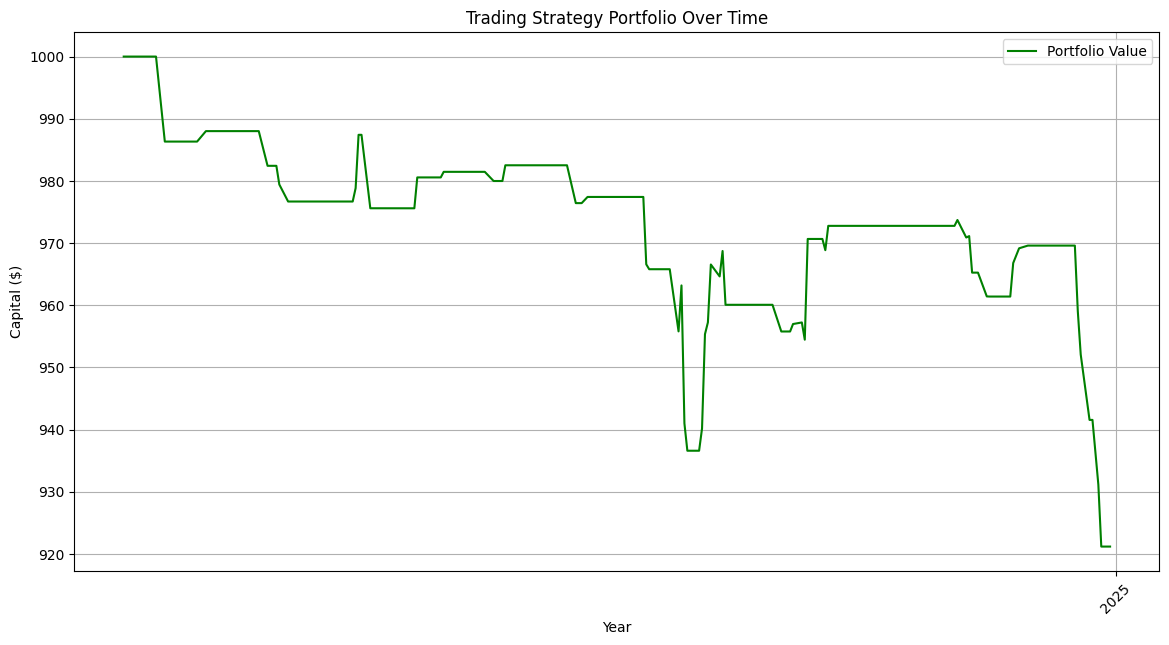 Trading Strategy Portfolio Over Time
Portfolio Value
1000
990
980
970
960
950
940
930
920
Capital ($)
2025
Year